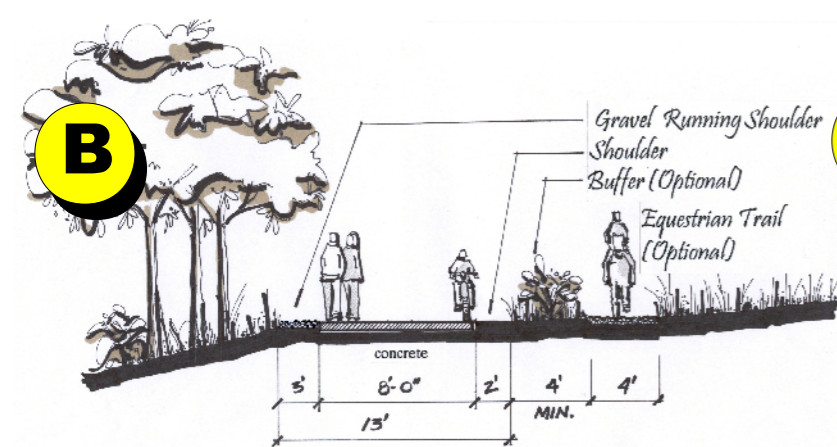 B
Gravel Running Shoulder
Shoulder
Buffer (Optional)
Equestrian Trail
(Optional)
concrete
3' 8'-0" 2' 4' 4'
MIN.
13'